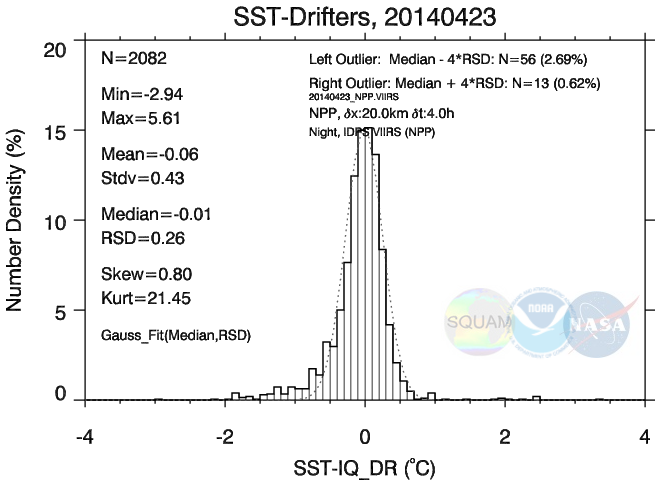 SST-Drifters, 20140423
N=2082
Min=-2.94
Max=5.61
Mean=-0.06
Stdv=0.43
Median=-0.01
RSD=0.26
Skew=0.80
Kurt=21.45
Gauss_Fit(Median,RSD)
Left Outlier: Median - 4*RSD: N=56 (2.69%)
Right Outlier: Median + 4*RSD: N=13 (0.62%)
20140423_NPP.VIIRS
NPP, δx:20.0km δt:4.0h
Night, IDPS VIIRS (NPP)
SQUAM
NOAA
NASA
Number Density (%)
20
15
10
5
0
-4 -2 0 2 4
SST-IQ_DR (°C)